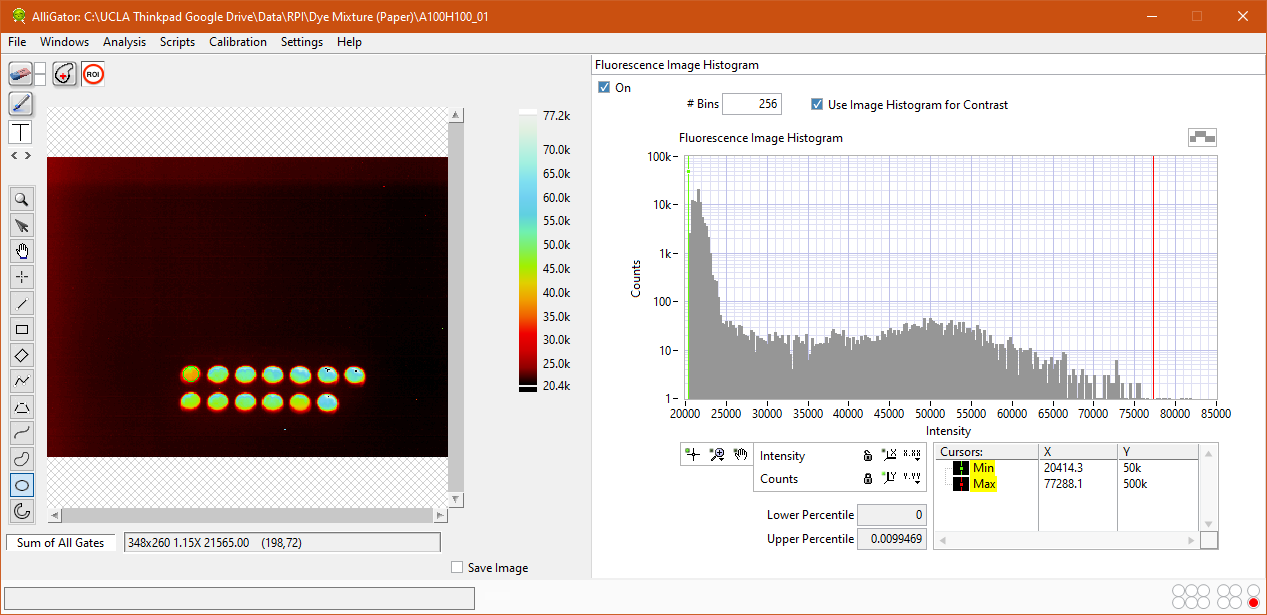 AlliGator: C:\UCLA Thinkpad Google Drive\Data\RPI\Dye Mixture (Paper)\A100H100_01
File Windows Analysis Scripts Calibration Settings Help
ROI
T
77.2k
70.0k
65.0k
60.0k
55.0k
50.0k
45.0k
40.0k
35.0k
30.0k
25.0k
20.4k
Sum of All Gates 348x260 1.15X 21565.00 (198,72)
Save Image
Fluorescence Image Histogram
On
# Bins 256 Use Image Histogram for Contrast
Fluorescence Image Histogram
100k
10k
1k
100
10
1
Counts
20000 25000 30000 35000 40000 45000 50000 55000 60000 65000 70000 75000 80000 85000
Intensity
Intensity X.XX
Counts Y.YY
Lower Percentile 0
Upper Percentile 0.0099469
Cursors: X Y
Min 20414.3 50k
Max 77288.1 500k